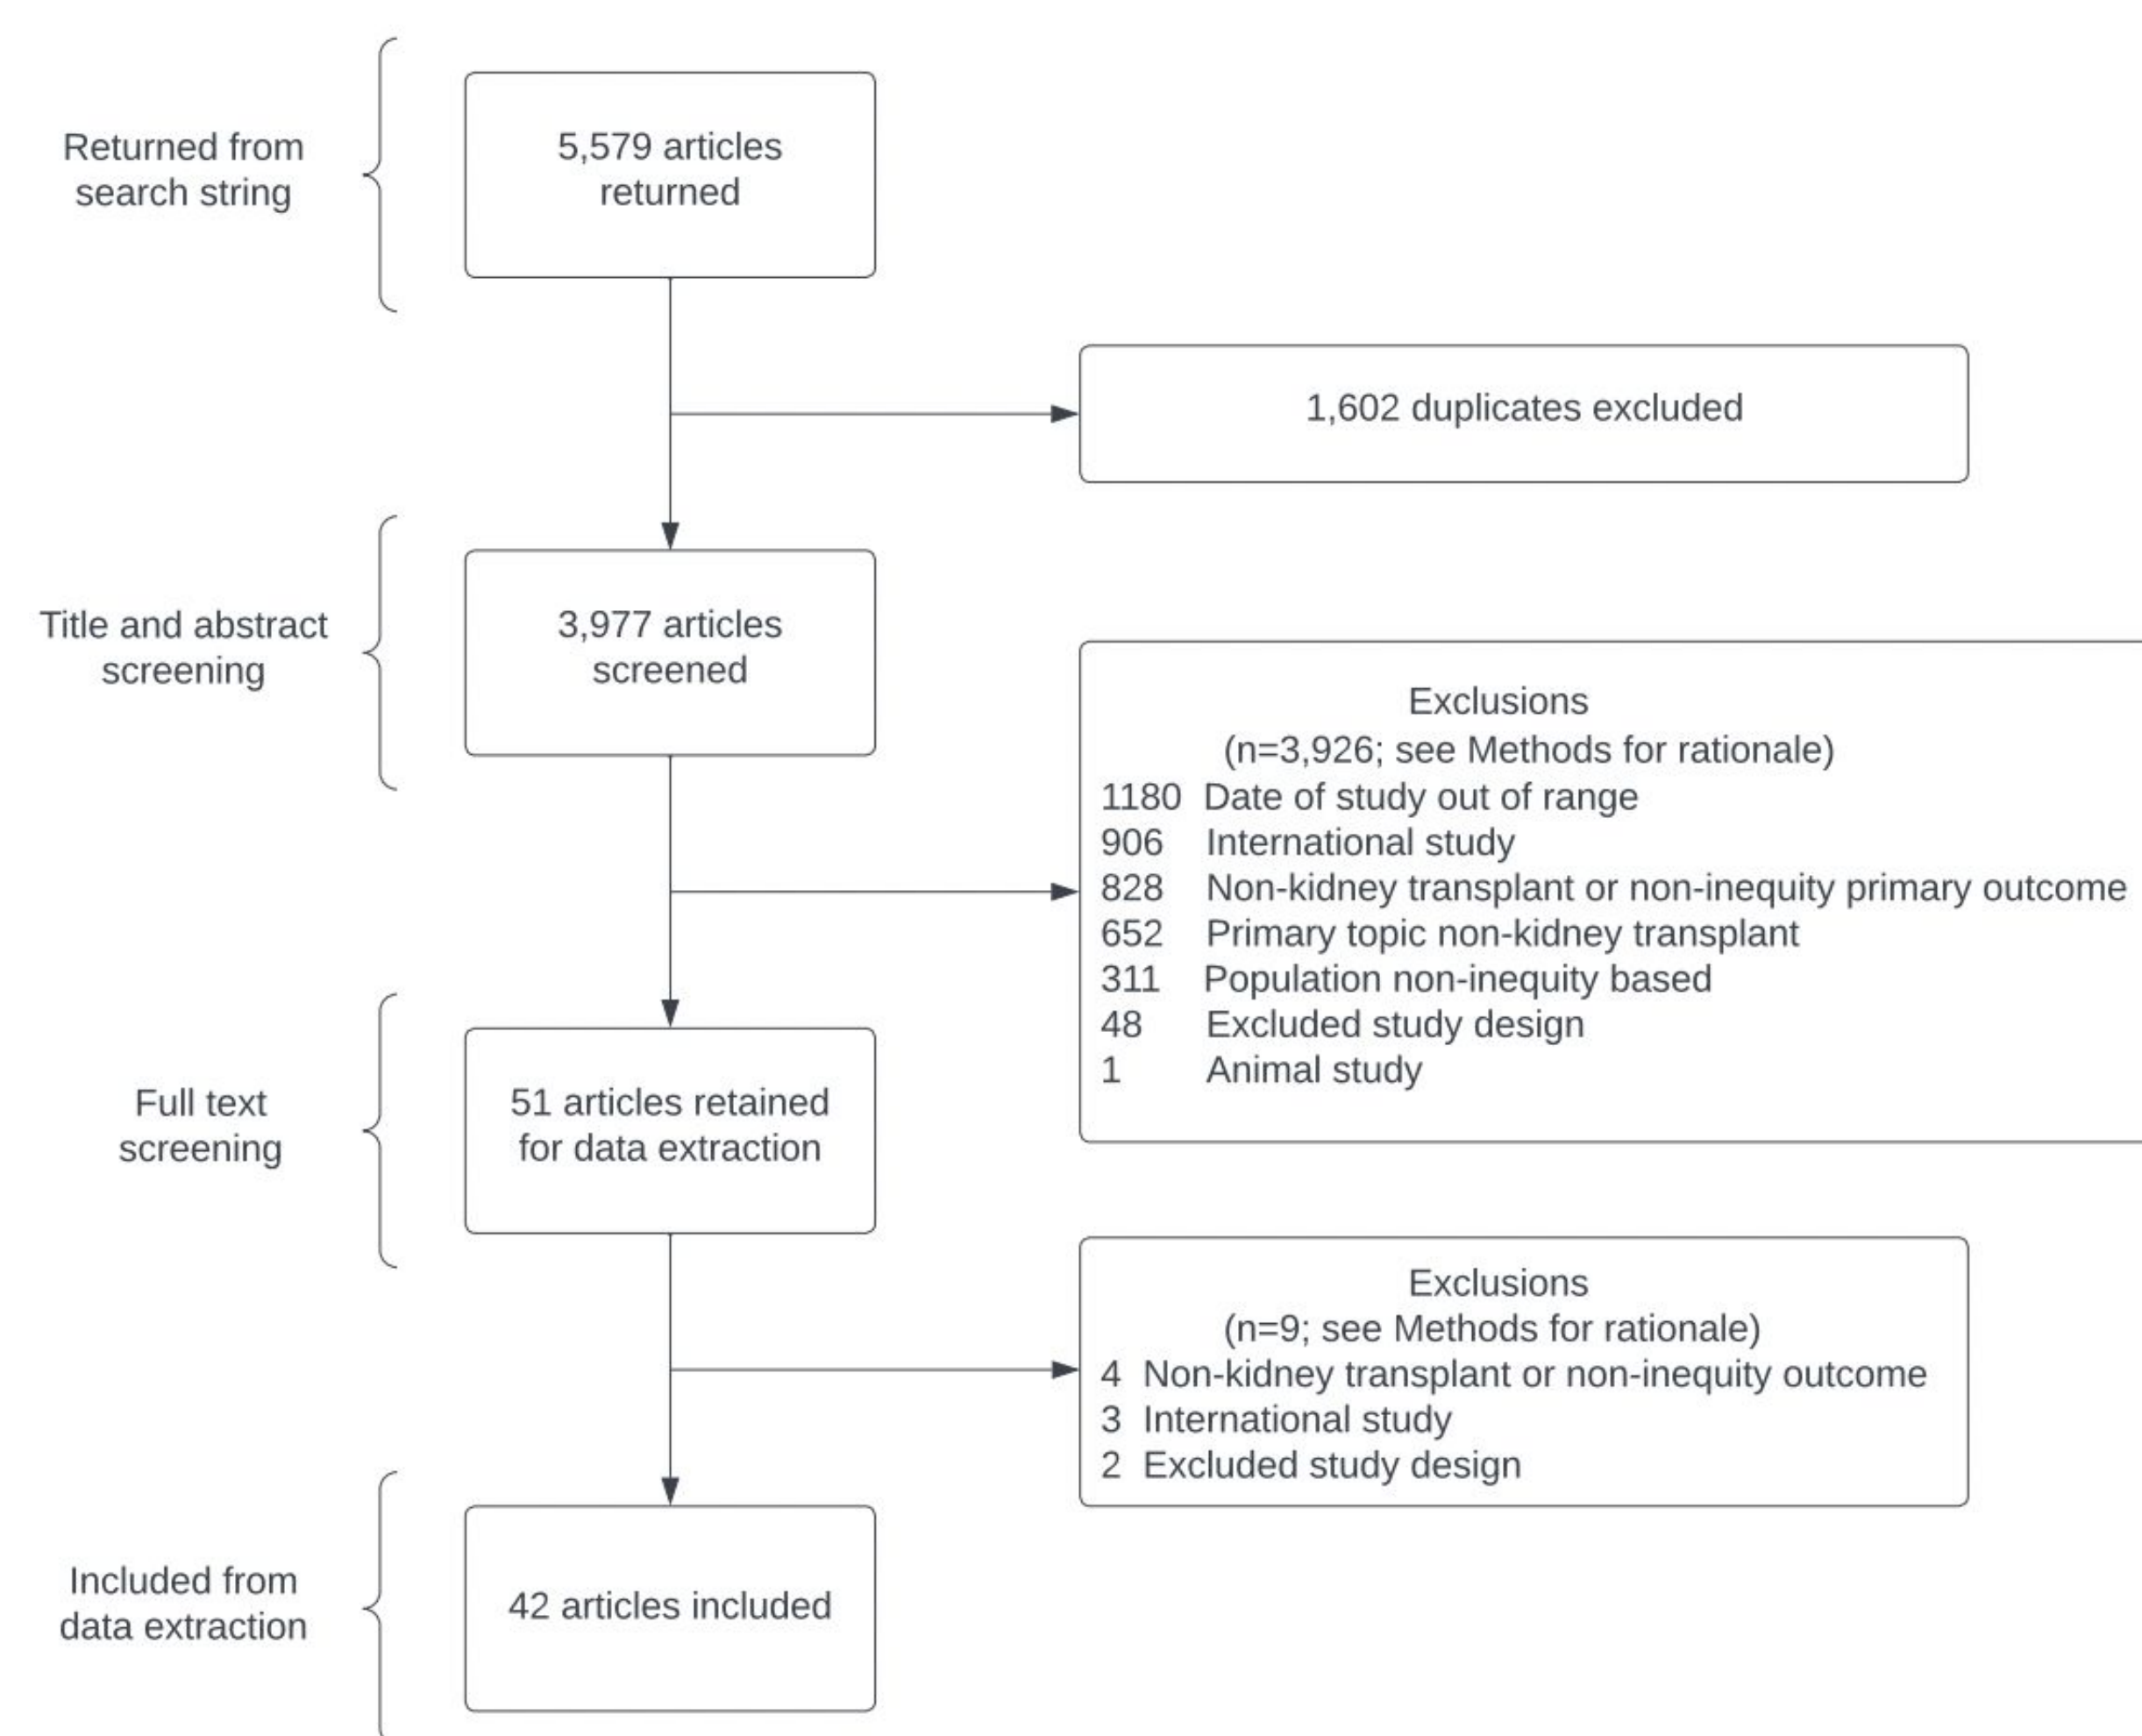 Returned from
search string
5,579 articles
returned
1,602 duplicates excluded
Title and abstract
screening
3,977 articles
screened
Exclusions
(n=3,926; see Methods for rationale)
1180 Date of study out of range
906 International study
828 Non-kidney transplant or non-inequity primary outcome
652 Primary topic non-kidney transplant
311 Population non-inequity based
48 Excluded study design
1 Animal study
Full text
screening
51 articles retained
for data extraction
Exclusions
(n=9; see Methods for rationale)
4 Non-kidney transplant or non-inequity outcome
3 International study
2 Excluded study design
Included from
data extraction
42 articles included